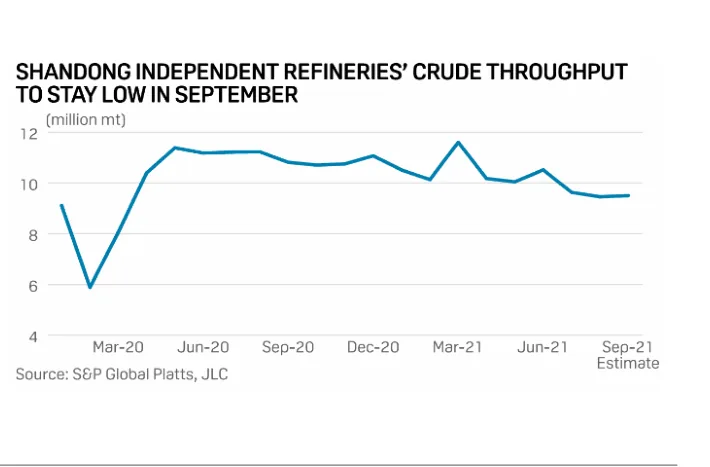 SHANDONG INDEPENDENT REFINERIES’ CRUDE THROUGHPUT
TO STAY LOW IN SEPTEMBER
(million mt)
12
10
8
6
4
Mar-20 Jun-20 Sep-20 Dec-20 Mar-21 Jun-21 Sep-21
Estimate
Source: S&P Global Platts, JLC